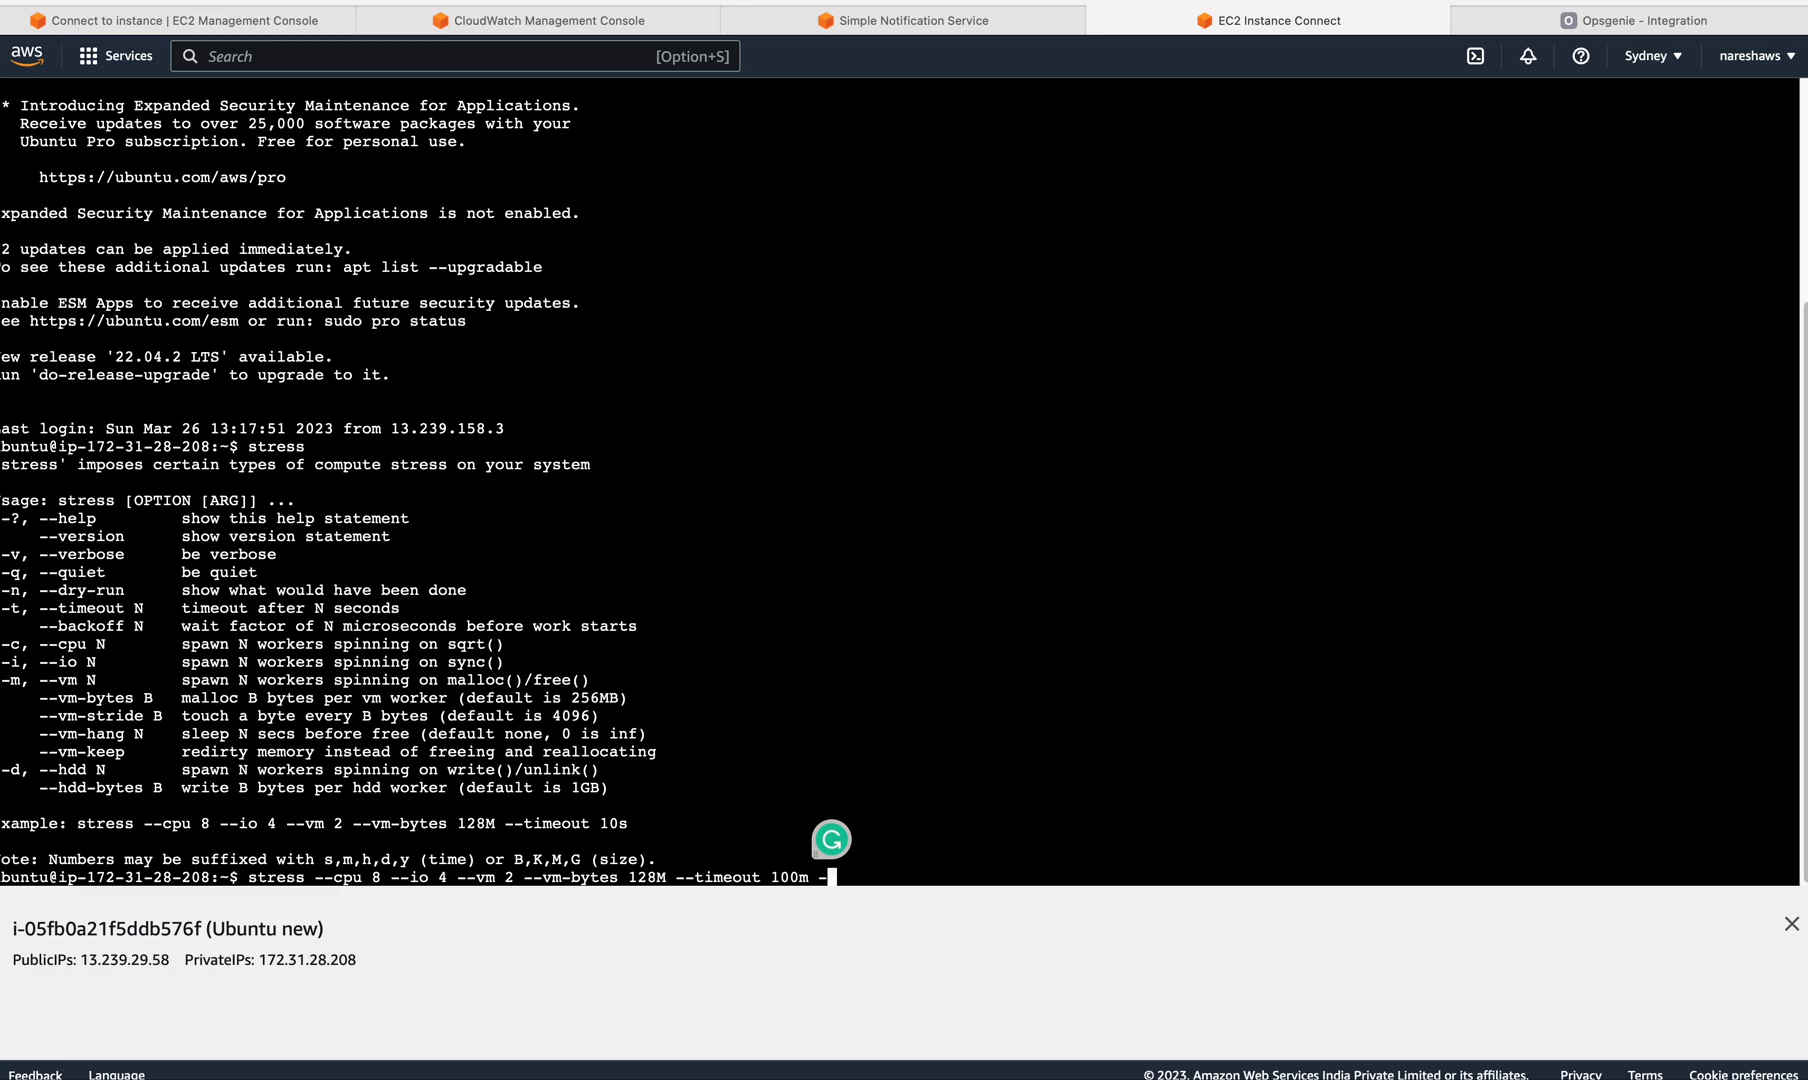 Connect to instance | EC2 Management Console
CloudWatch Management Console
Simple Notification Service
EC2 Instance Connect
Opsgenie - Integration
aws
Services
Search
[Option+S]
Sydney
nareshaws
* Introducing Expanded Security Maintenance for Applications.
Receive updates to over 25,000 software packages with your
Ubuntu Pro subscription. Free for personal use.
https://ubuntu.com/aws/pro
xpanded Security Maintenance for Applications is not enabled.
2 updates can be applied immediately.
o see these additional updates run: apt list --upgradable
nable ESM Apps to receive additional future security updates.
ee https://ubuntu.com/esm or run: sudo pro status
ew release '22.04.2 LTS' available.
un 'do-release-upgrade' to upgrade to it.
ast login: Sun Mar 26 13:17:51 2023 from 13.239.158.3
buntu@ip-172-31-28-208:~$ stress
stress' imposes certain types of compute stress on your system
sage: stress [OPTION [ARG]] ...
-?, --help show this help statement
--version show version statement
-v, --verbose be verbose
-q, --quiet be quiet
-n, --dry-run show what would have been done
-t, --timeout N timeout after N seconds
--backoff N wait factor of N microseconds before work starts
-c, --cpu N spawn N workers spinning on sqrt()
-i, --io N spawn N workers spinning on sync()
-m, --vm N spawn N workers spinning on malloc()/free()
--vm-bytes B malloc B bytes per vm worker (default is 256MB)
--vm-stride B touch a byte every B bytes (default is 4096)
--vm-hang N sleep N secs before free (default none, 0 is inf)
--vm-keep redirty memory instead of freeing and reallocating
-d, --hdd N spawn N workers spinning on write()/unlink()
--hdd-bytes B write B bytes per hdd worker (default is 1GB)
xample: stress --cpu 8 --io 4 --vm 2 --vm-bytes 128M --timeout 10s
ote: Numbers may be suffixed with s,m,h,d,y (time) or B,K,M,G (size).
buntu@ip-172-31-28-208:~$ stress --cpu 8 --io 4 --vm 2 --vm-bytes 128M --timeout 100m -
i-05fb0a21f5ddb576f (Ubuntu new)
PublicIPs: 13.239.29.58 PrivateIPs: 172.31.28.208
Feedback
Language
© 2023, Amazon Web Services India Private Limited or its affiliates.
Privacy
Terms
Cookie preferences